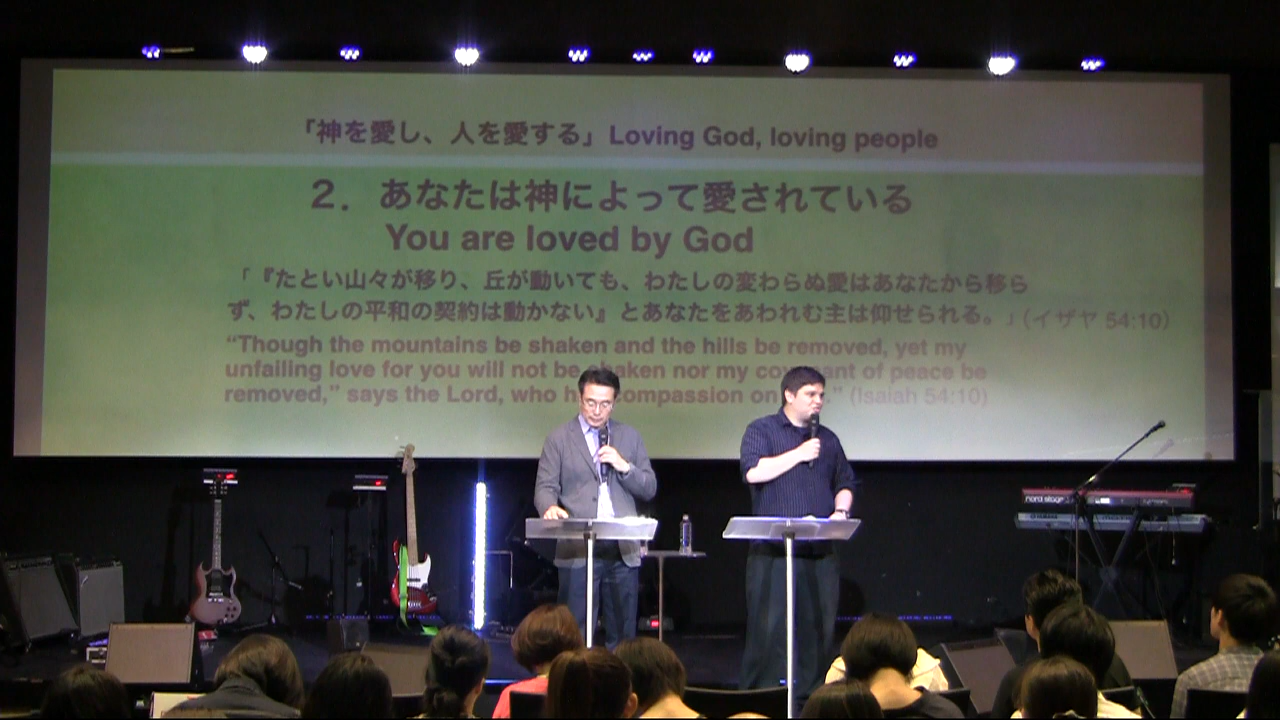 「神を愛し、人を愛する」Loving God, loving people
２．あなたは神によって愛されている
You are loved by God
「『たとい山々が移り、丘が動いても、わたしの変わらぬ愛はあなたから移ら
ず、わたしの平和の契約は動かない』とあなたをあわれむ主は仰せられる。」（イザヤ 54:10）
“Though the mountains be shaken and the hills be removed, yet my
unfailing love for you will not be shaken nor my covenant of peace be
removed,” says the Lord, who compassion on .” (Isaiah 54:10)
nord stage
YAMAHA